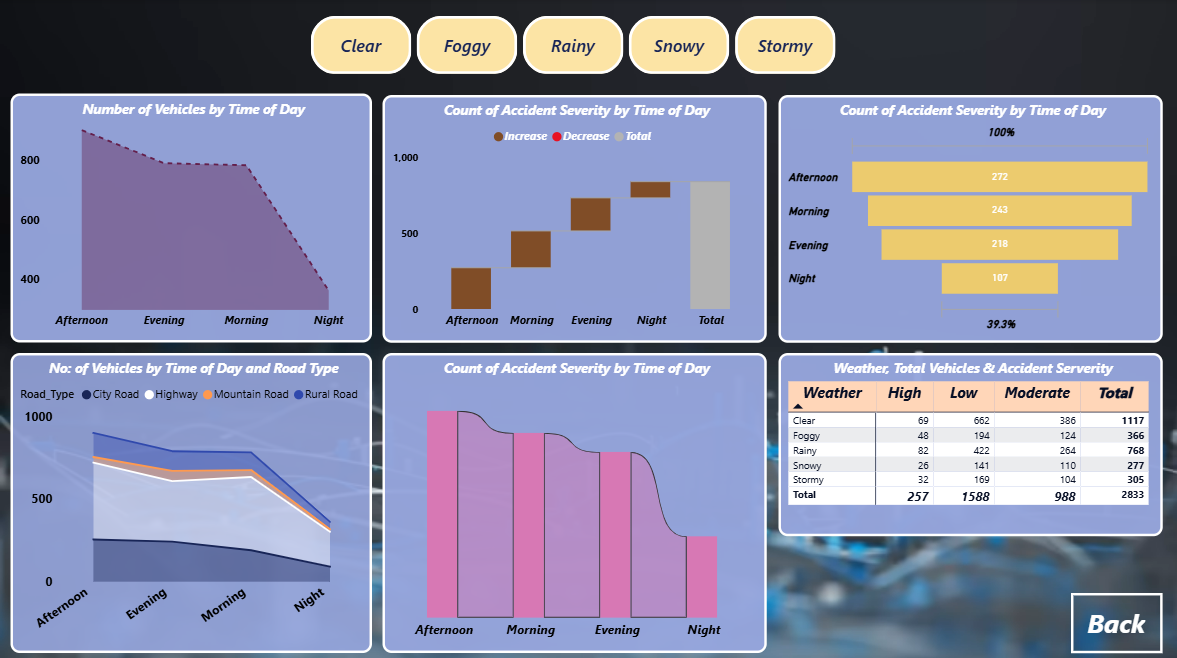 Clear Foggy Rainy Snowy Stormy
Number of Vehicles by Time of Day
800
600
400
Afternoon Evening Morning Night
Count of Accident Severity by Time of Day
Increase Decrease Total
1,000
500
0
Afternoon Morning Evening Night Total
Count of Accident Severity by Time of Day
100%
Afternoon 272
Morning 243
Evening 218
Night 107
39.3%
No: of Vehicles by Time of Day and Road Type
Road_Type City Road Highway Mountain Road Rural Road
1000
500
0
Afternoon Evening Morning Night
Count of Accident Severity by Time of Day
Afternoon Morning Evening Night
Weather, Total Vehicles & Accident Serverity
Weather High Low Moderate Total
Clear 69 662 386 1117
Foggy 48 194 124 366
Rainy 82 422 264 768
Snowy 26 141 110 277
Stormy 32 169 104 305
Total 257 1588 988 2833
Back